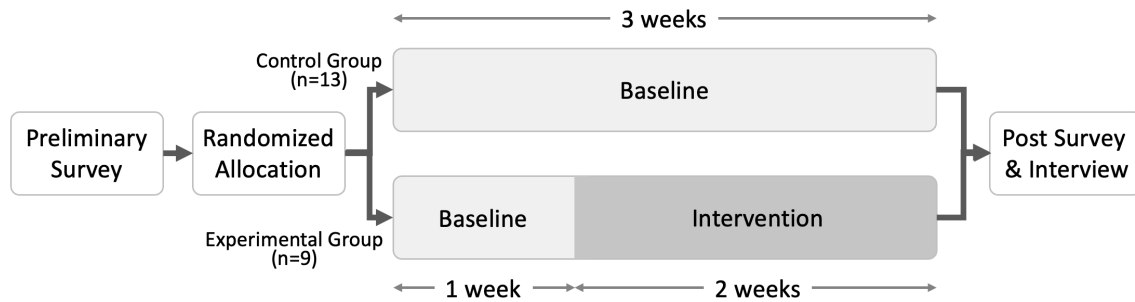 3 weeks
Control Group
(n=13)
Baseline
Preliminary
Survey
Randomized
Allocation
Post Survey
& Interview
Experimental Group
(n=9)
Baseline
Intervention
1 week
2 weeks